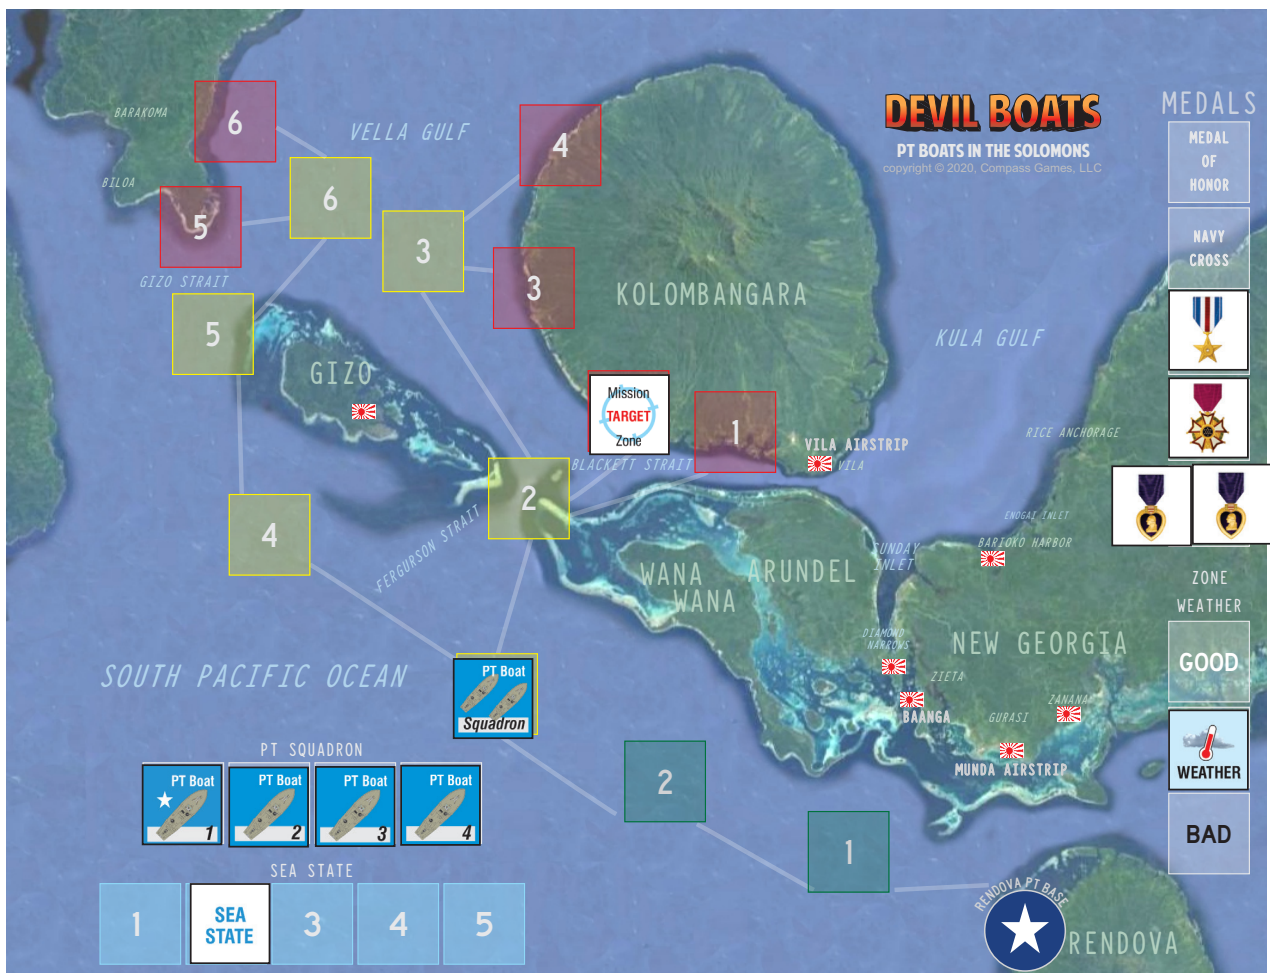 DEVIL BOATS
PT BOATS IN THE SOLOMONS
copyright © 2020, Compass Games, LLC
MEDALS
MEDAL
OF
HONOR
NAVY
CROSS
BARAKOMA
BILOA
6
5
GIZO STRAIT
VELLA GULF
6
3
4
3
KOLOMBANGARA
KULA GULF
5
GIZO
Mission
TARGET
Zone
1
VILA AIRSTRIP
VILA
BLACKETT STRAIT
RICE ANCHORAGE
2
4
FERGURSON STRAIT
ENOGAI INLET
BARIOKO HARBOR
SUNDAY
INLET
WANA
WANA
ARUNDEL
DIAMOND
NARROWS
NEW GEORGIA
ZIETA
BAANGA
GURASI
ZANANA
MUNDA AIRSTRIP
ZONE
WEATHER
GOOD
WEATHER
BAD
SOUTH PACIFIC OCEAN
PT Boat
Squadron
2
1
RENDOVA PT BASE
RENDOVA
PT SQUADRON
PT Boat
1
PT Boat
2
PT Boat
3
PT Boat
4
SEA STATE
1
SEA
STATE
3
4
5